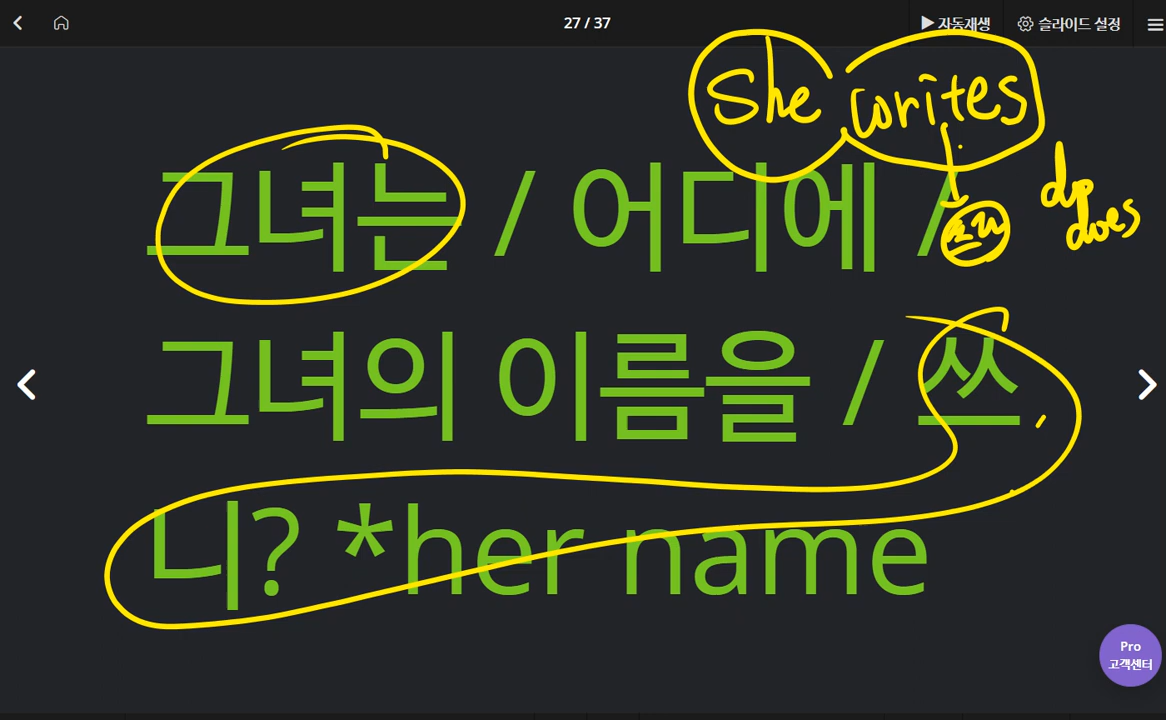 27 / 37
▶ 자동재생
슬라이드 설정
She writes
그녀는 / 어디에 /
do
does
그녀의 이름을 / 쓰
니? *her name
Pro
고객센터